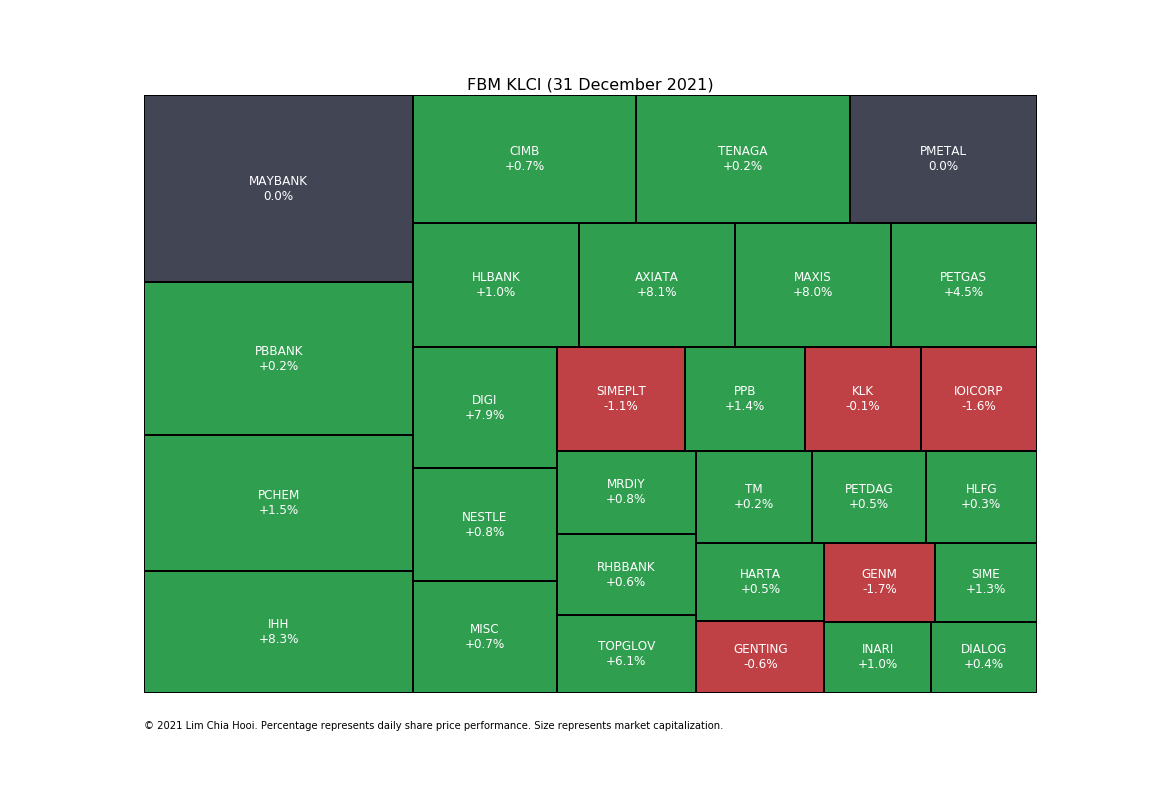 FBM KLCI (31 December 2021)
MAYBANK
0.0%
PBBANK
+0.2%
PCHEM
+1.5%
IHH
+8.3%
CIMB
+0.7%
TENAGA
+0.2%
PMETAL
0.0%
HLBANK
+1.0%
AXIATA
+8.1%
MAXIS
+8.0%
PETGAS
+4.5%
DIGI
+7.9%
NESTLE
+0.8%
MISC
+0.7%
SIMEPLT
-1.1%
PPB
+1.4%
KLK
-0.1%
IOICORP
-1.6%
MRDIY
+0.8%
RHBBANK
+0.6%
TOPGLOV
+6.1%
TM
+0.2%
PETDAG
+0.5%
HLFG
+0.3%
HARTA
+0.5%
GENTING
-0.6%
GENM
-1.7%
SIME
+1.3%
INARI
+1.0%
DIALOG
+0.4%
© 2021 Lim Chia Hooi. Percentage represents daily share price performance. Size represents market capitalization.